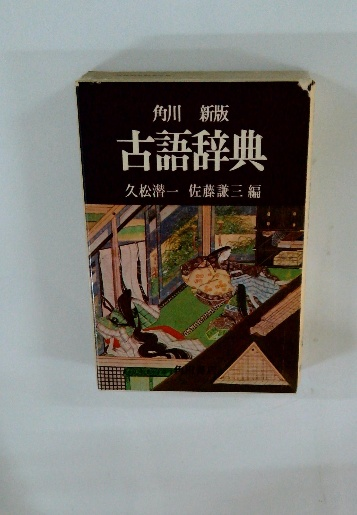 角川 新版
古語辞典
久松潜一 佐藤謙三 編